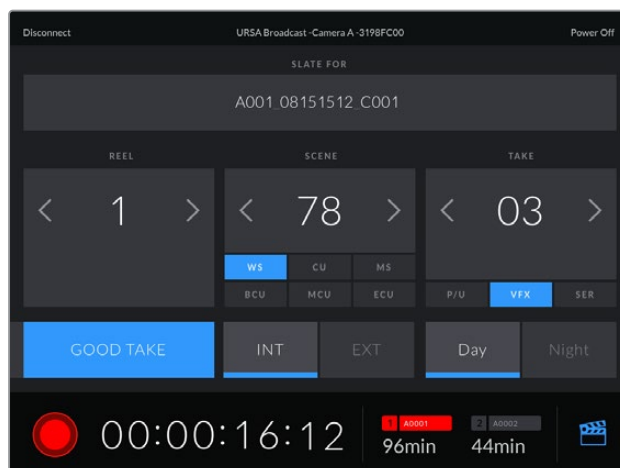 Disconnect URSA Broadcast -Camera A -3198FC00 Power Off
SLATE FOR
A001_08151512_C001
REEL SCENE TAKE
1 78 03
WS CU MS
BCU MCU ECU P/U VFX SER
GOOD TAKE INT EXT Day Night
00:00:16:12
1 A0001 2 A0002
96min 44min